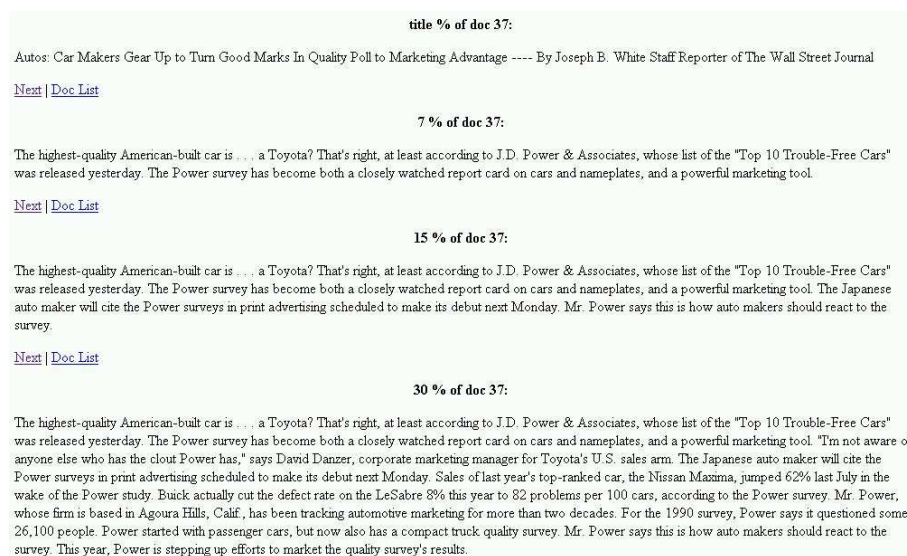 title % of doc 37:
Autos: Car Makers Gear Up to Turn Good Marks In Quality Poll to Marketing Advantage ---- By Joseph B. White Staff Reporter of The Wall Street Journal
Next | Doc List
7 % of doc 37:
The highest-quality American-built car is . . . a Toyota? That's right, at least according to J.D. Power & Associates, whose list of the "Top 10 Trouble-Free Cars"
was released yesterday. The Power survey has become both a closely watched report card on cars and nameplates, and a powerful marketing tool.
Next | Doc List
15 % of doc 37:
The highest-quality American-built car is . . . a Toyota? That's right, at least according to J.D. Power & Associates, whose list of the "Top 10 Trouble-Free Cars"
was released yesterday. The Power survey has become both a closely watched report card on cars and nameplates, and a powerful marketing tool. The Japanese
auto maker will cite the Power surveys in print advertising scheduled to make its debut next Monday. Mr. Power says this is how auto makers should react to the
survey.
Next | Doc List
30 % of doc 37:
The highest-quality American-built car is . . . a Toyota? That's right, at least according to J.D. Power & Associates, whose list of the "Top 10 Trouble-Free Cars"
was released yesterday. The Power survey has become both a closely watched report card on cars and nameplates, and a powerful marketing tool. "I'm not aware o
anyone else who has the clout Power has," says David Danzer, corporate marketing manager for Toyota's U.S. sales arm. The Japanese auto maker will cite the
Power surveys in print advertising scheduled to make its debut next Monday. Sales of last year's top-ranked car, the Nissan Maxima, jumped 62% last July in the
wake of the Power study. Buick actually cut the defect rate on the LeSabre 8% this year to 82 problems per 100 cars, according to the Power survey. Mr. Power,
whose firm is based in Agoura Hills, Calif., has been tracking automotive marketing for more than two decades. For the 1990 survey, Power says it questioned some
26,100 people. Power started with passenger cars, but now also has a compact truck quality survey. Mr. Power says this is how auto makers should react to the
survey. This year, Power is stepping up efforts to market the quality survey's results.